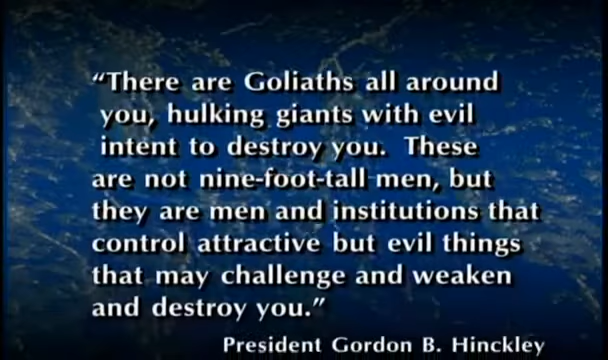 “There are Goliaths all around
you, hulking giants with evil
intent to destroy you. These
are not nine-foot-tall men, but
they are men and institutions that
control attractive but evil things
that may challenge and weaken
and destroy you.”
President Gordon B. Hinckley